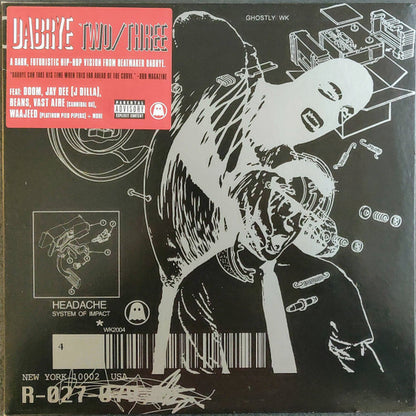 GHOSTLY WK
DABRYE TWO/THREE
A DARK, FUTURISTIC HIP-HOP VISION FROM BEATMAKER DABRYE.
"DABRYE CAN TAKE HIS TIME WHEN THIS FAR AHEAD OF THE CURVE." -URB MAGAZINE
FEAT: DOOM, JAY DEE (J DILLA),
BEANS, VAST AIRE (CANNIBAL OX),
WAAJEED (PLATINUM PIED PIPERS) + MORE
PARENTAL
ADVISORY
EXPLICIT CONTENT
HEADACHE
SYSTEM OF IMPACT
*
WK2004
4
NEW YORK 10002 USA
R-027-